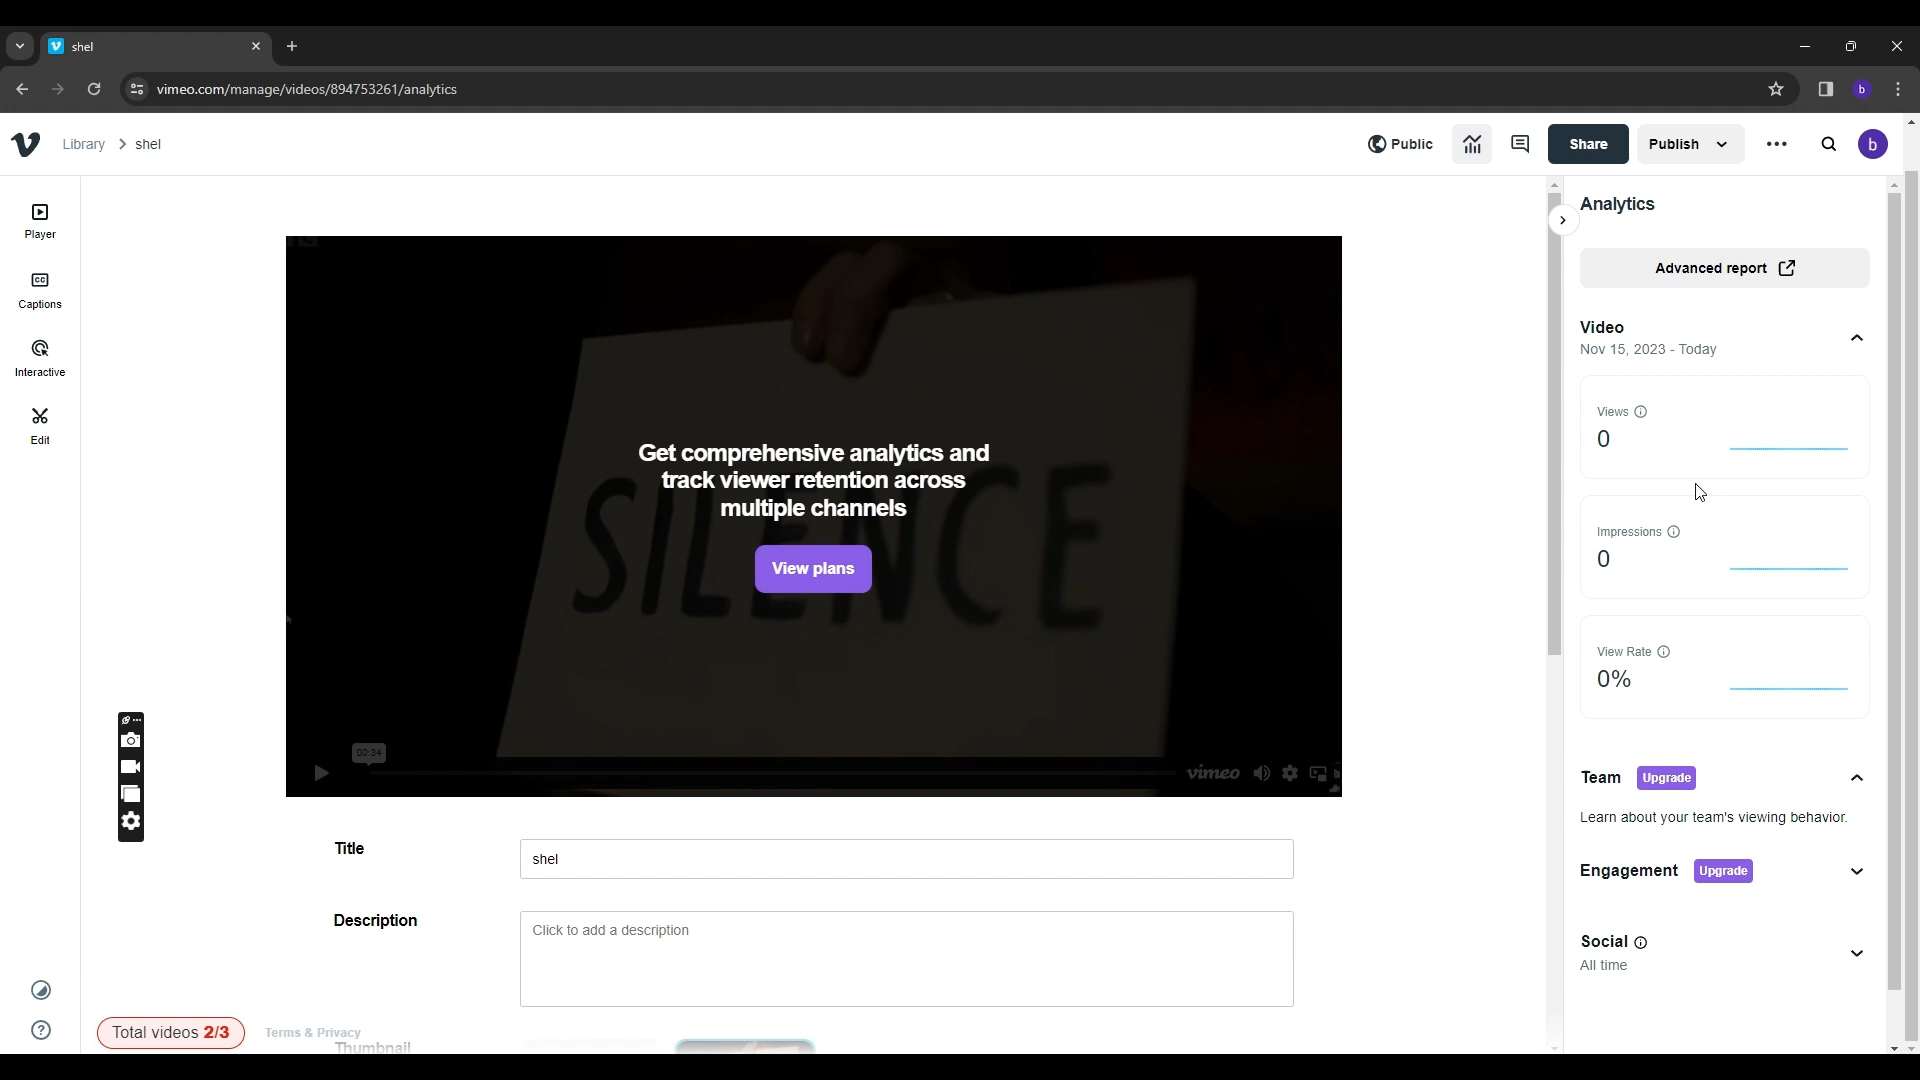 shel
vimeo.com/manage/videos/894753261/analytics
b
Library
shel
Public
Share
Publish
b
Player
CC
Captions
Interactive
Edit
SILENCE
Get comprehensive analytics and
track viewer retention across
multiple channels
View plans
00:34
vimeo
Title
shel
Description
Click to add a description
Thumbnail
Total videos 2/3
Terms & Privacy
Analytics
Advanced report
Video
Nov 15, 2023 - Today
Views
0
Impressions
0
View Rate
0%
Team Upgrade
Learn about your team's viewing behavior.
Engagement Upgrade
Social
All time